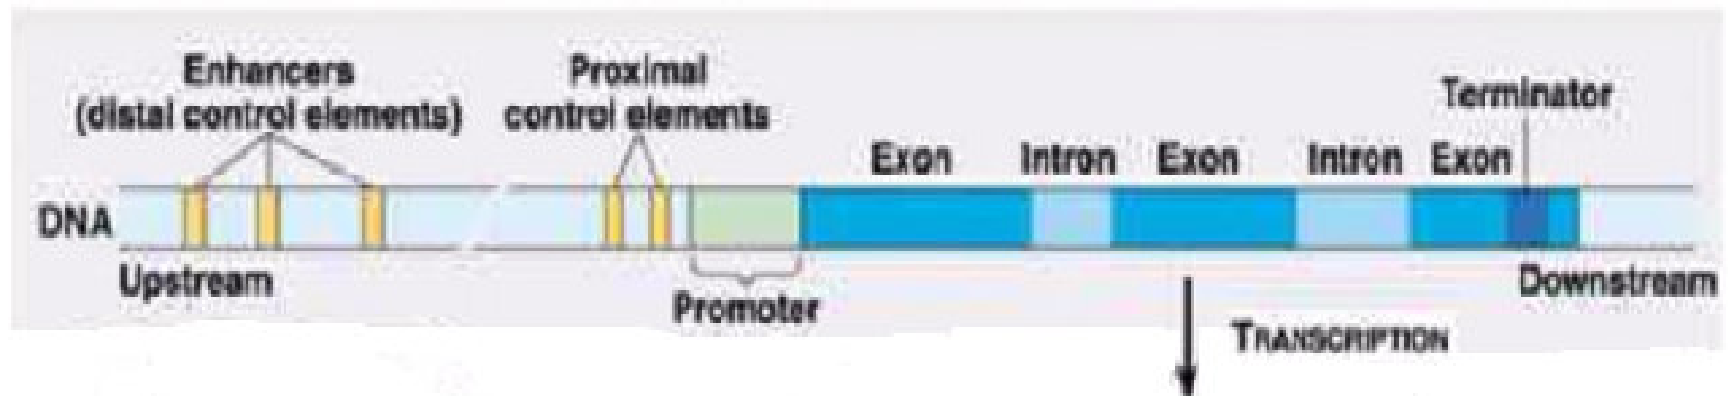 Enhancers
(distal control elements)
Proximal
control elements
Terminator
Exon Intron Exon Intron Exon
DNA
Upstream
Downstream
Promoter
TRANSCRIPTION